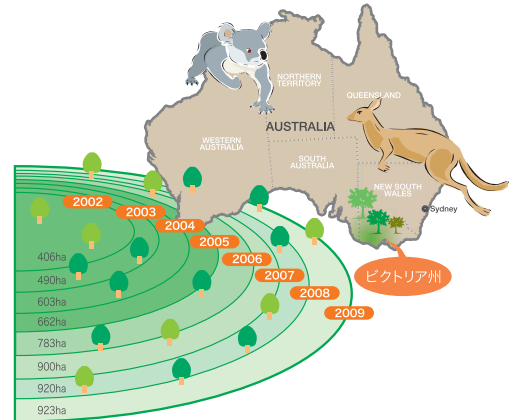 NORTHERN
TERRITORY
QUEENSLAND
AUSTRALIA
WESTERN
AUSTRALIA
SOUTH
AUSTRALIA
NEW SOUTH
WALES
Sydney
ビクトリア州
2002
2003
2004
2005
2006
2007
2008
2009
406ha
490ha
603ha
662ha
783ha
900ha
920ha
923ha